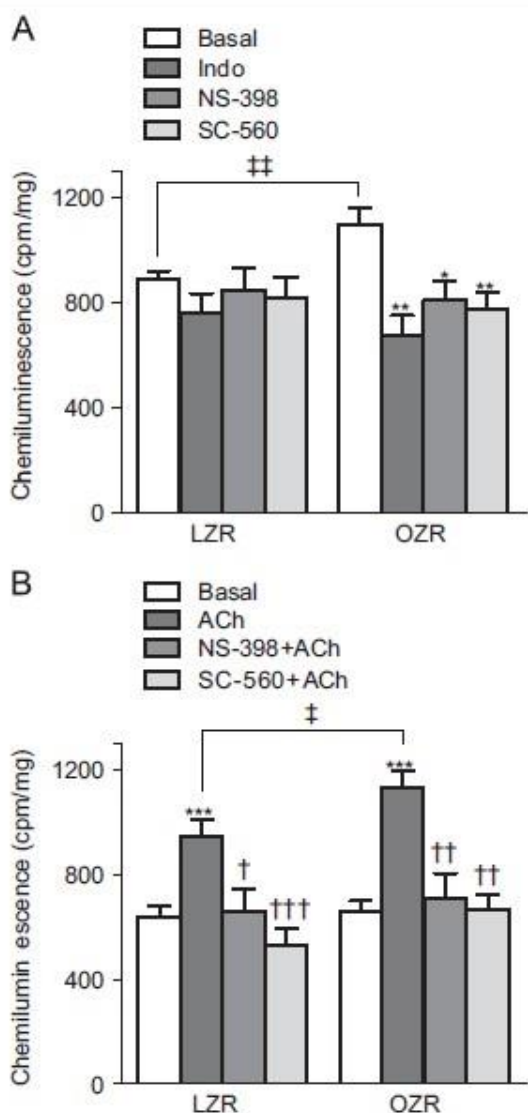 A
Basal
Indo
NS-398
SC-560
‡‡
1200
800
400
0
** * **
Chemiluminescence (cpm/mg)
LZR OZR
B
Basal
ACh
NS-398+ACh
SC-560+ACh
‡
1200
800
400
0
*** † ††† *** †† ††
Chemilumin escence (cpm/mg)
LZR OZR